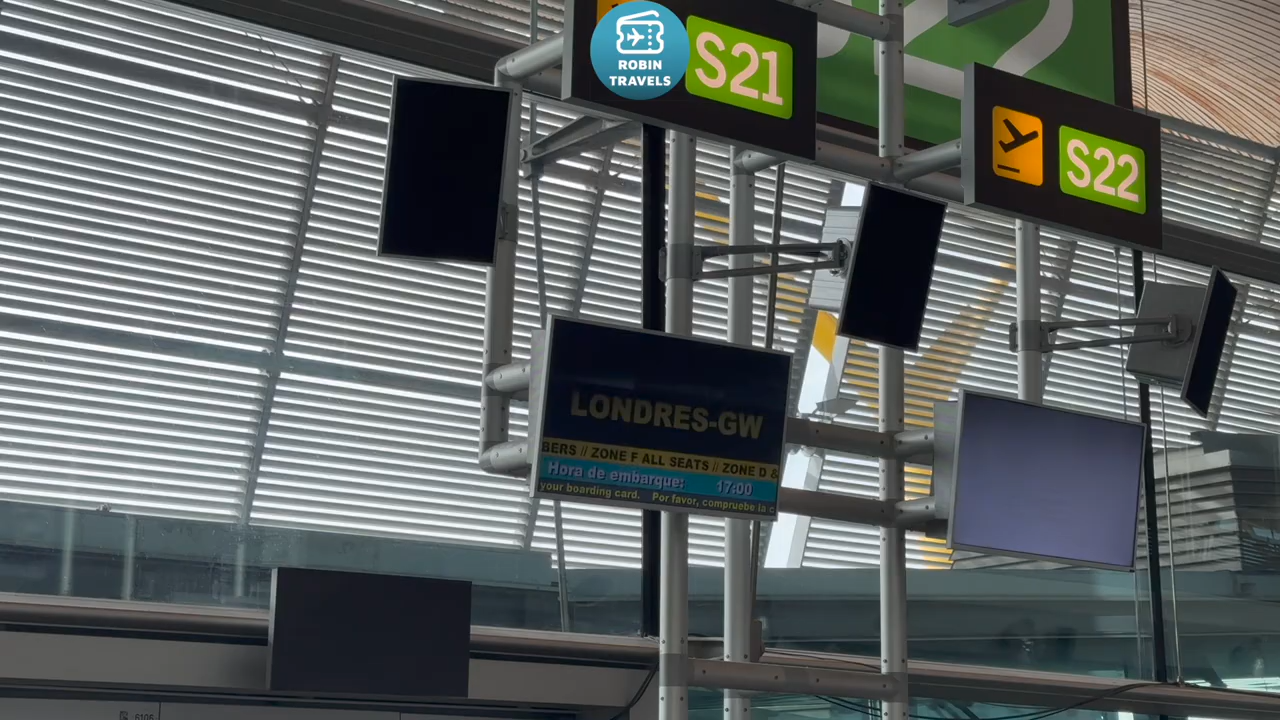 ROBIN
TRAVELS
S21
S22
LONDRES-GW
BERS // ZONE F ALL SEATS // ZONE D &
Hora de embarque: 17:00
your boarding card. Por favor, compruebe la c
6106